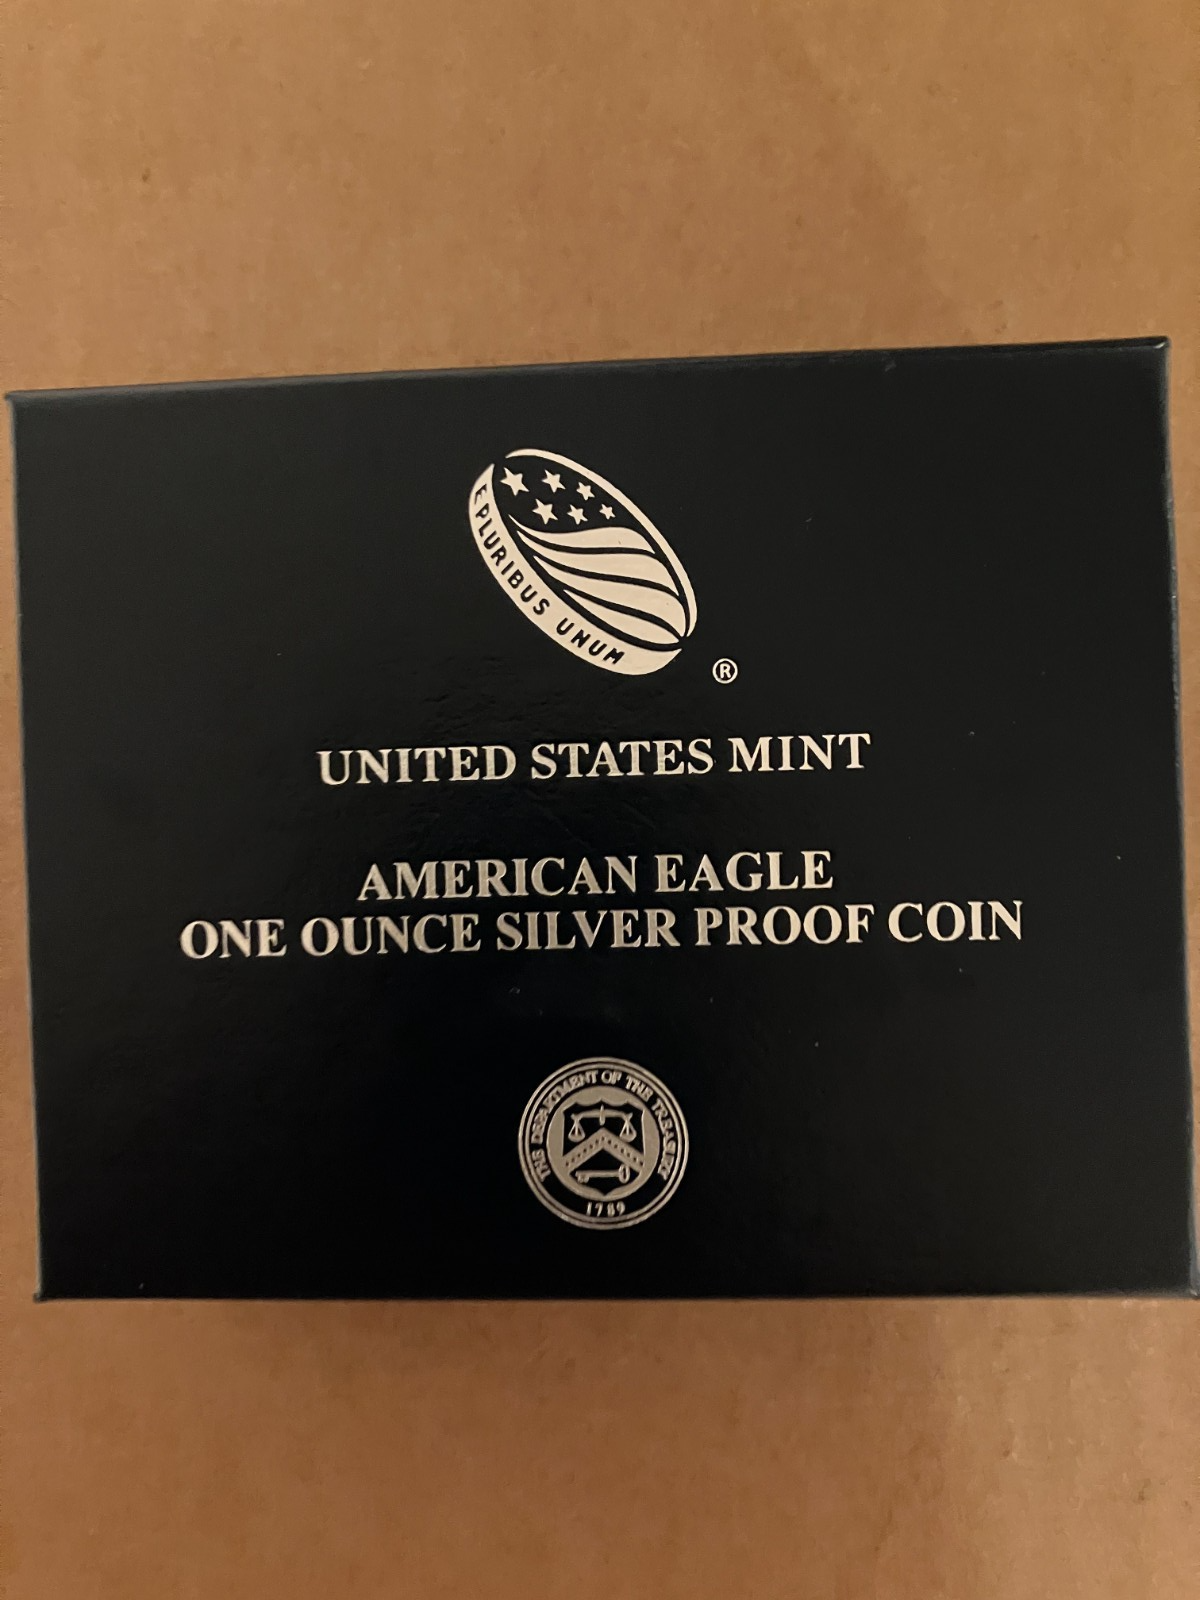 E PLURIBUS UNUM
®
UNITED STATES MINT
AMERICAN EAGLE
ONE OUNCE SILVER PROOF COIN
THE DEPARTMENT OF THE TREASURY
1789